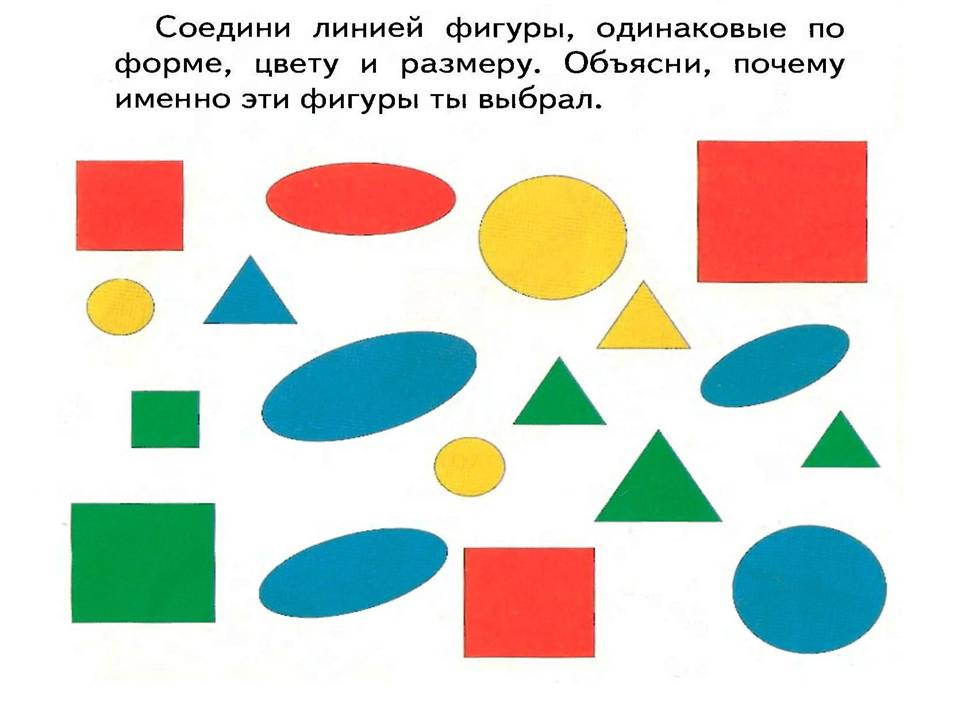 Соедини линией фигуры, одинаковые по
форме, цвету и размеру. Объясни, почему
именно эти фигуры ты выбрал.